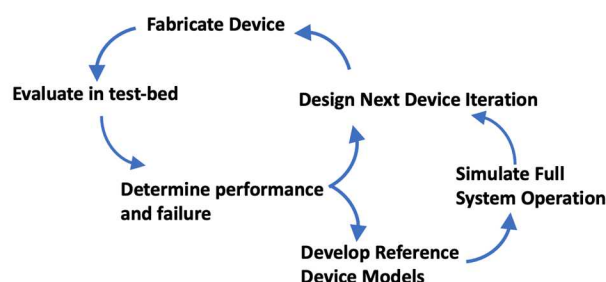 Fabricate Device
Evaluate in test-bed
Design Next Device Iteration
Determine performance
and failure
Simulate Full
System Operation
Develop Reference
Device Models